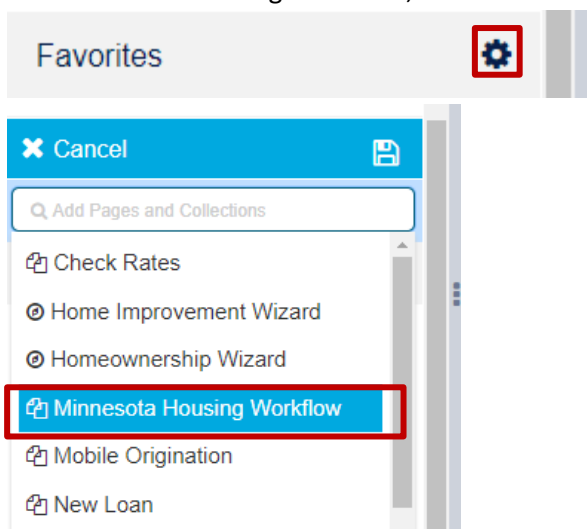 Favorites
Cancel
Add Pages and Collections
Check Rates
Home Improvement Wizard
Homeownership Wizard
Minnesota Housing Workflow
Mobile Origination
New Loan